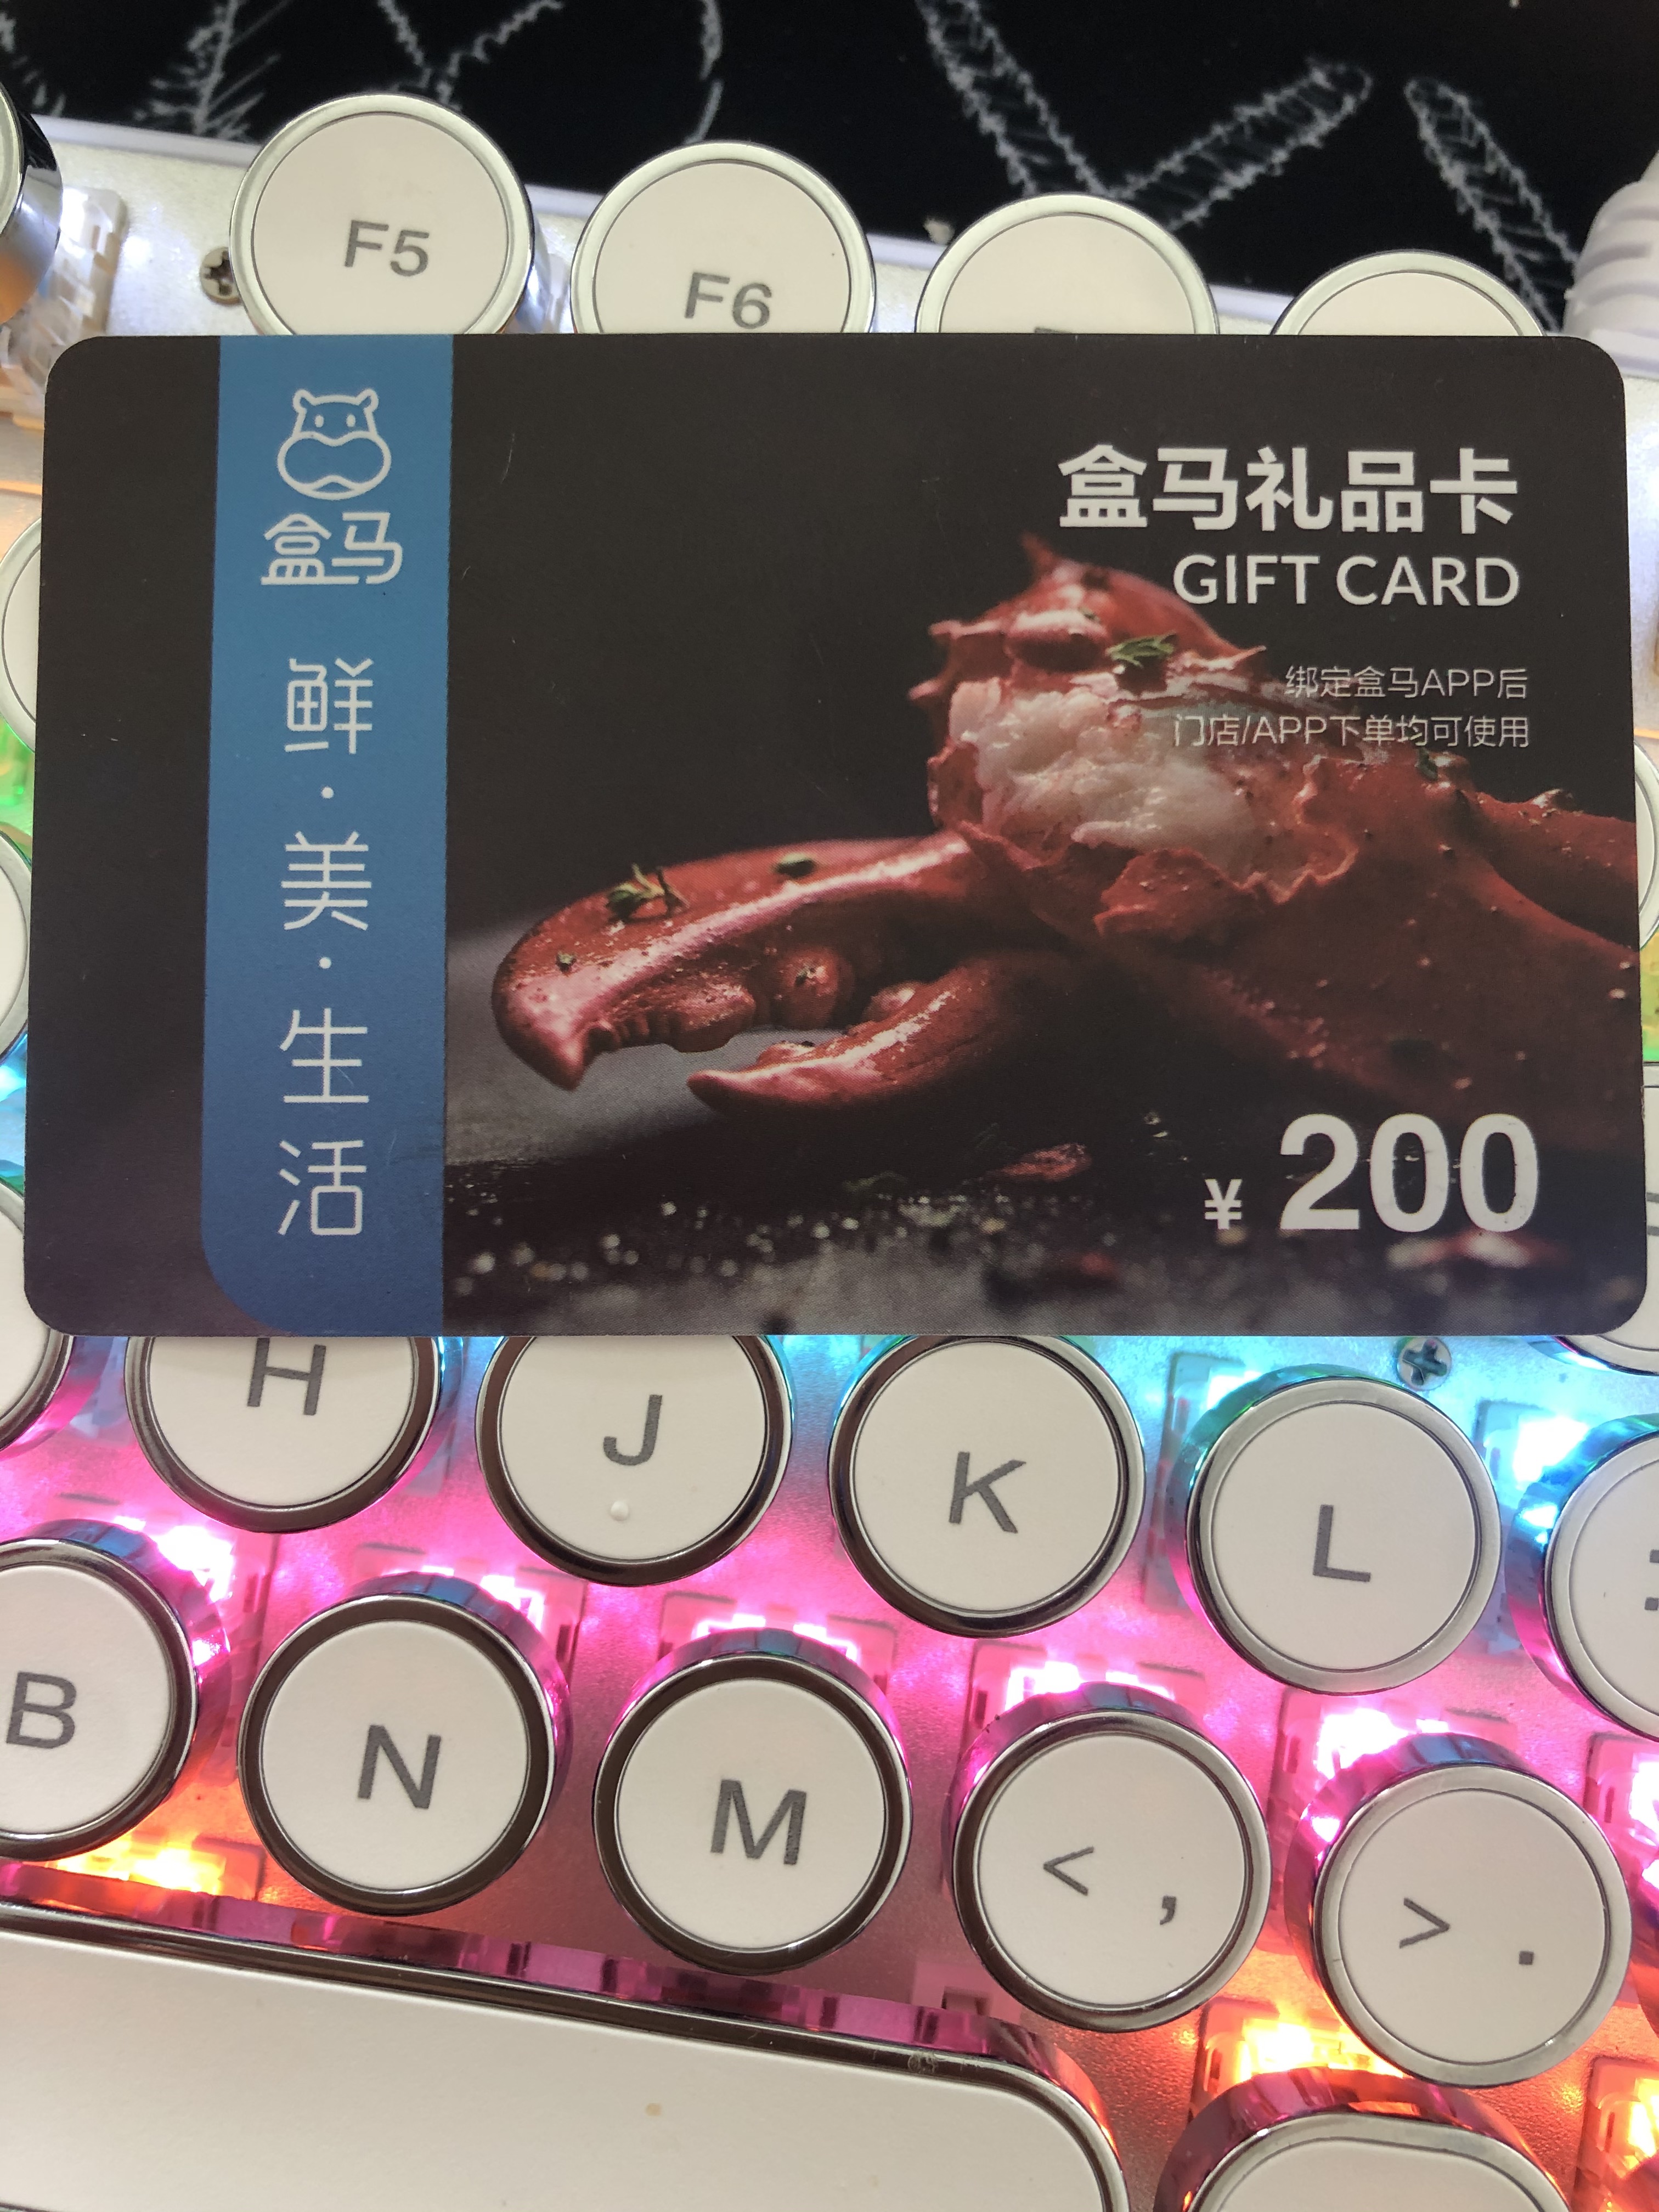 F5
F6
盒马
鲜·美·生活
盒马礼品卡
GIFT CARD
绑定盒马APP后
门店/APP下单均可使用
¥ 200
H
J
K
L
B
N
M
< ,
> .